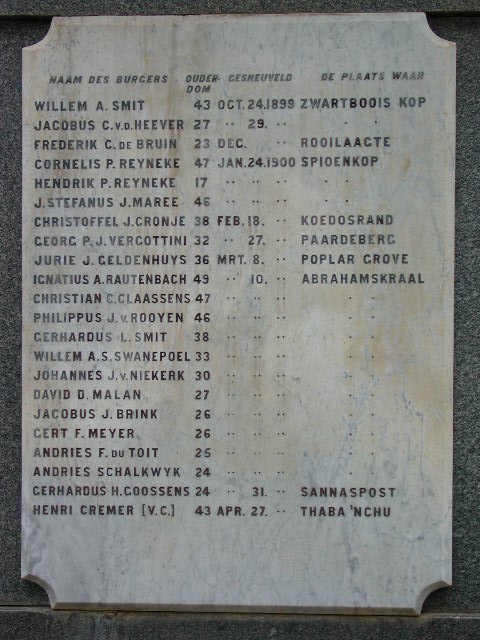 NAAM DES BURGERS OUDER- GESNEUVELD DE PLAATS WAAR
DOM
WILLEM A. SMIT 43 OCT. 24. 1899 ZWARTBOOIS KOP
JACOBUS C. v.d. HEEVER 27 ·· 29. ·· ·· ··
FREDERIK C. DE BRUIN 23 DEC. ·· ROOILAAGTE
CORNELIS P. REYNEKE 47 JAN. 24. 1900 SPIOENKOP
HENDRIK P. REYNEKE 17 ·· ·· ·· ·· ··
J. STEFANUS J. MAREE 46 ·· ·· ·· ·· ··
CHRISTOFFEL J. CRONJE 38 FEB. 18. ·· KOEDOSRAND
GEORG P. J. VERGOTTINI 32 ·· 27. ·· PAARDEBERG
JURIE J. GELDENHUYS 36 MRT. 8. ·· POPLAR GROVE
IGNATIUS A. RAUTENBACH 49 ·· 10. ·· ABRAHAMSKRAAL
CHRISTIAN C. CLAASSENS 47 ·· ·· ·· ·· ··
PHILIPPUS J. v. ROOYEN 46 ·· ·· ·· ·· ··
GERHARDUS L. SMIT 38 ·· ·· ·· ·· ··
WILLEM A. S. SWANEPOEL 33 ·· ·· ·· ·· ··
JOHANNES J. v. NIEKERK 30 ·· ·· ·· ·· ··
DAVID D. MALAN 27 ·· ·· ·· ·· ··
JACOBUS J. BRINK 26 ·· ·· ·· ·· ··
GERT F. MEYER 26 ·· ·· ·· ·· ··
ANDRIES F. DU TOIT 25 ·· ·· ·· ·· ··
ANDRIES SCHALKWYK 24 ·· ·· ·· ·· ··
GERHARDUS H. GOOSSENS 24 ·· 31. ·· SANNASPOST
HENRI CREMER [V.C.] 43 APR. 27. ·· THABA 'NCHU